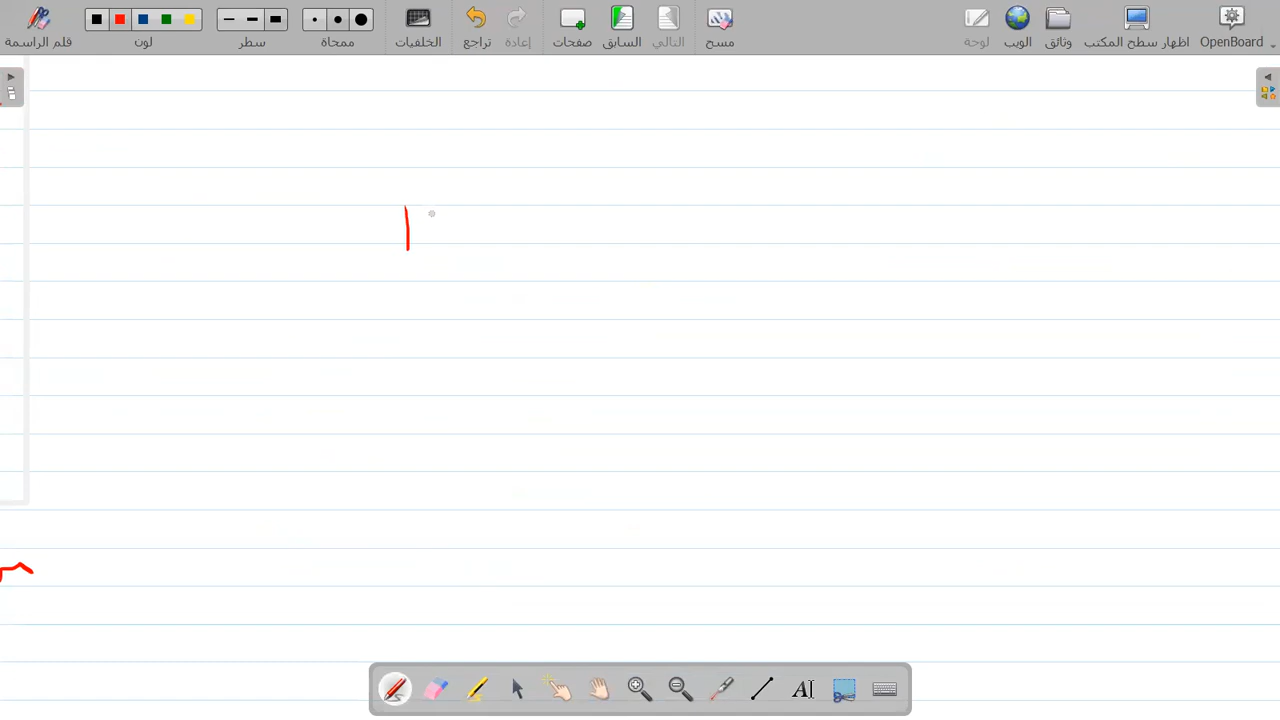 قلم الراسمة
لون
سطر
ممحاة
الخلفيات
تراجع
إعادة
صفحات
السابق
التالي
مسح
لوحة
الويب
وثائق
اظهار سطح المكتب
OpenBoard